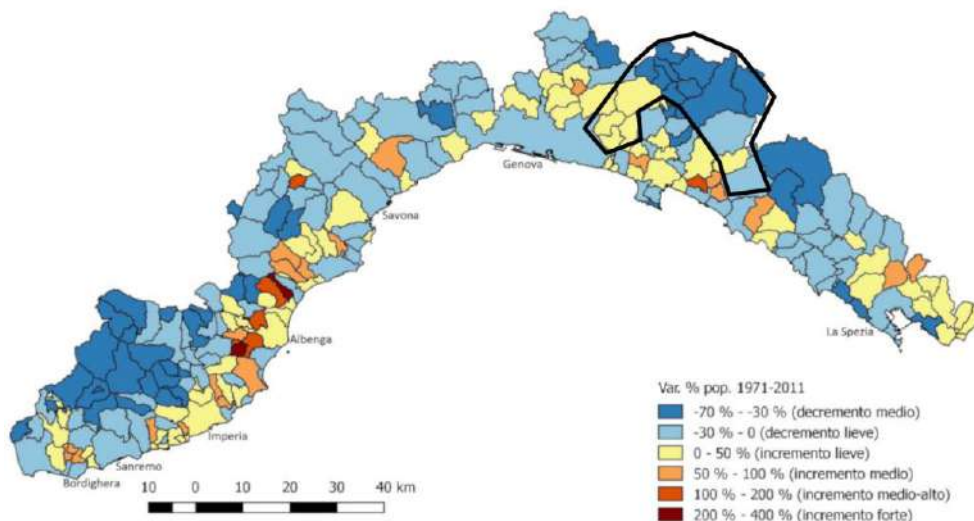 Genova
Savona
Albenga
La Spezia
Imperia
Sanremo
Bordighera
10 0 10 20 30 40 km
Var. % pop. 1971-2011
-70 % - -30 % (decremento medio)
-30 % - 0 (decremento lieve)
0 - 50 % (incremento lieve)
50 % - 100 % (incremento medio)
100 % - 200 % (incremento medio-alto)
200 % - 400 % (incremento forte)